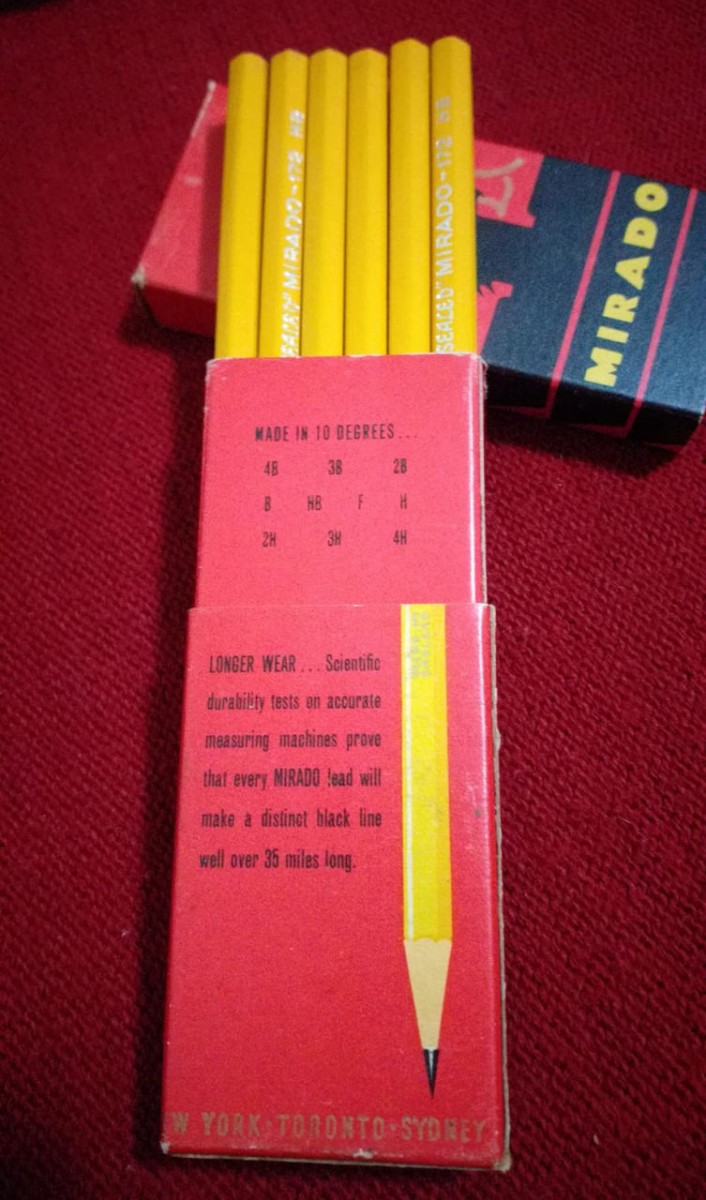 SEALED" MIRADO-172 HB
SEALED" MIRADO-172 HB
MIRADO
MADE IN 10 DEGREES...
4B 3B 2B
B HB F H
2H 3H 4H
LONGER WEAR... Scientific
durability tests on accurate
measuring machines prove
that every MIRADO lead will
make a distinct black line
well over 35 miles long.
W YORK·TORONTO·SYDNEY